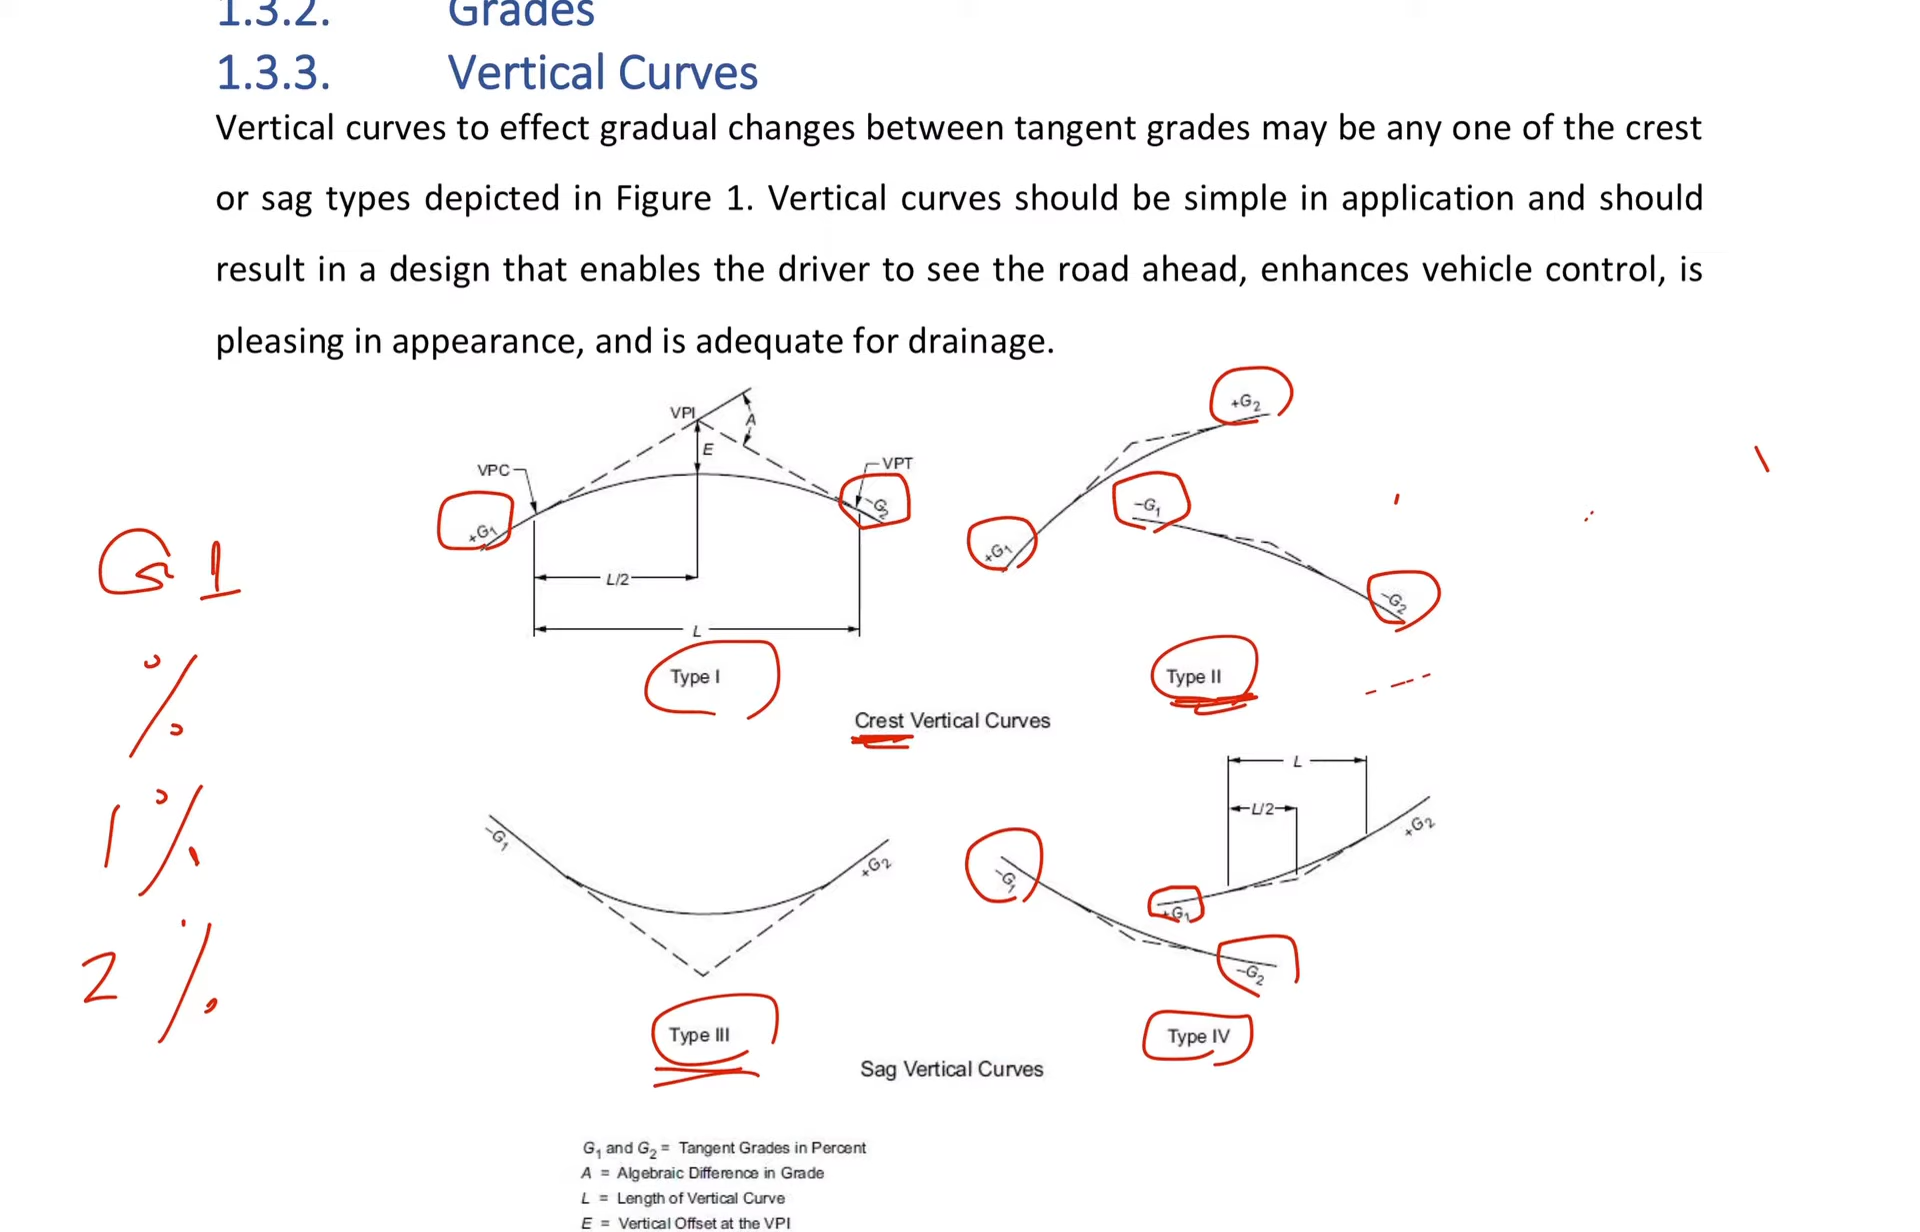 1.3.2. Grades
1.3.3. Vertical Curves
Vertical curves to effect gradual changes between tangent grades may be any one of the crest
or sag types depicted in Figure 1. Vertical curves should be simple in application and should
result in a design that enables the driver to see the road ahead, enhances vehicle control, is
pleasing in appearance, and is adequate for drainage.
VPI
A
E
VPC
VPT
+G1
-G2
L/2
L
Type I
+G2
-G1
+G1
-G2
Type II
Crest Vertical Curves
G 1
%
1%
2 %
-G1
+G2
Type III
L
L/2
+G2
-G1
+G1
-G2
Type IV
Sag Vertical Curves
G1 and G2 = Tangent Grades in Percent
A = Algebraic Difference in Grade
L = Length of Vertical Curve
E = Vertical Offset at the VPI